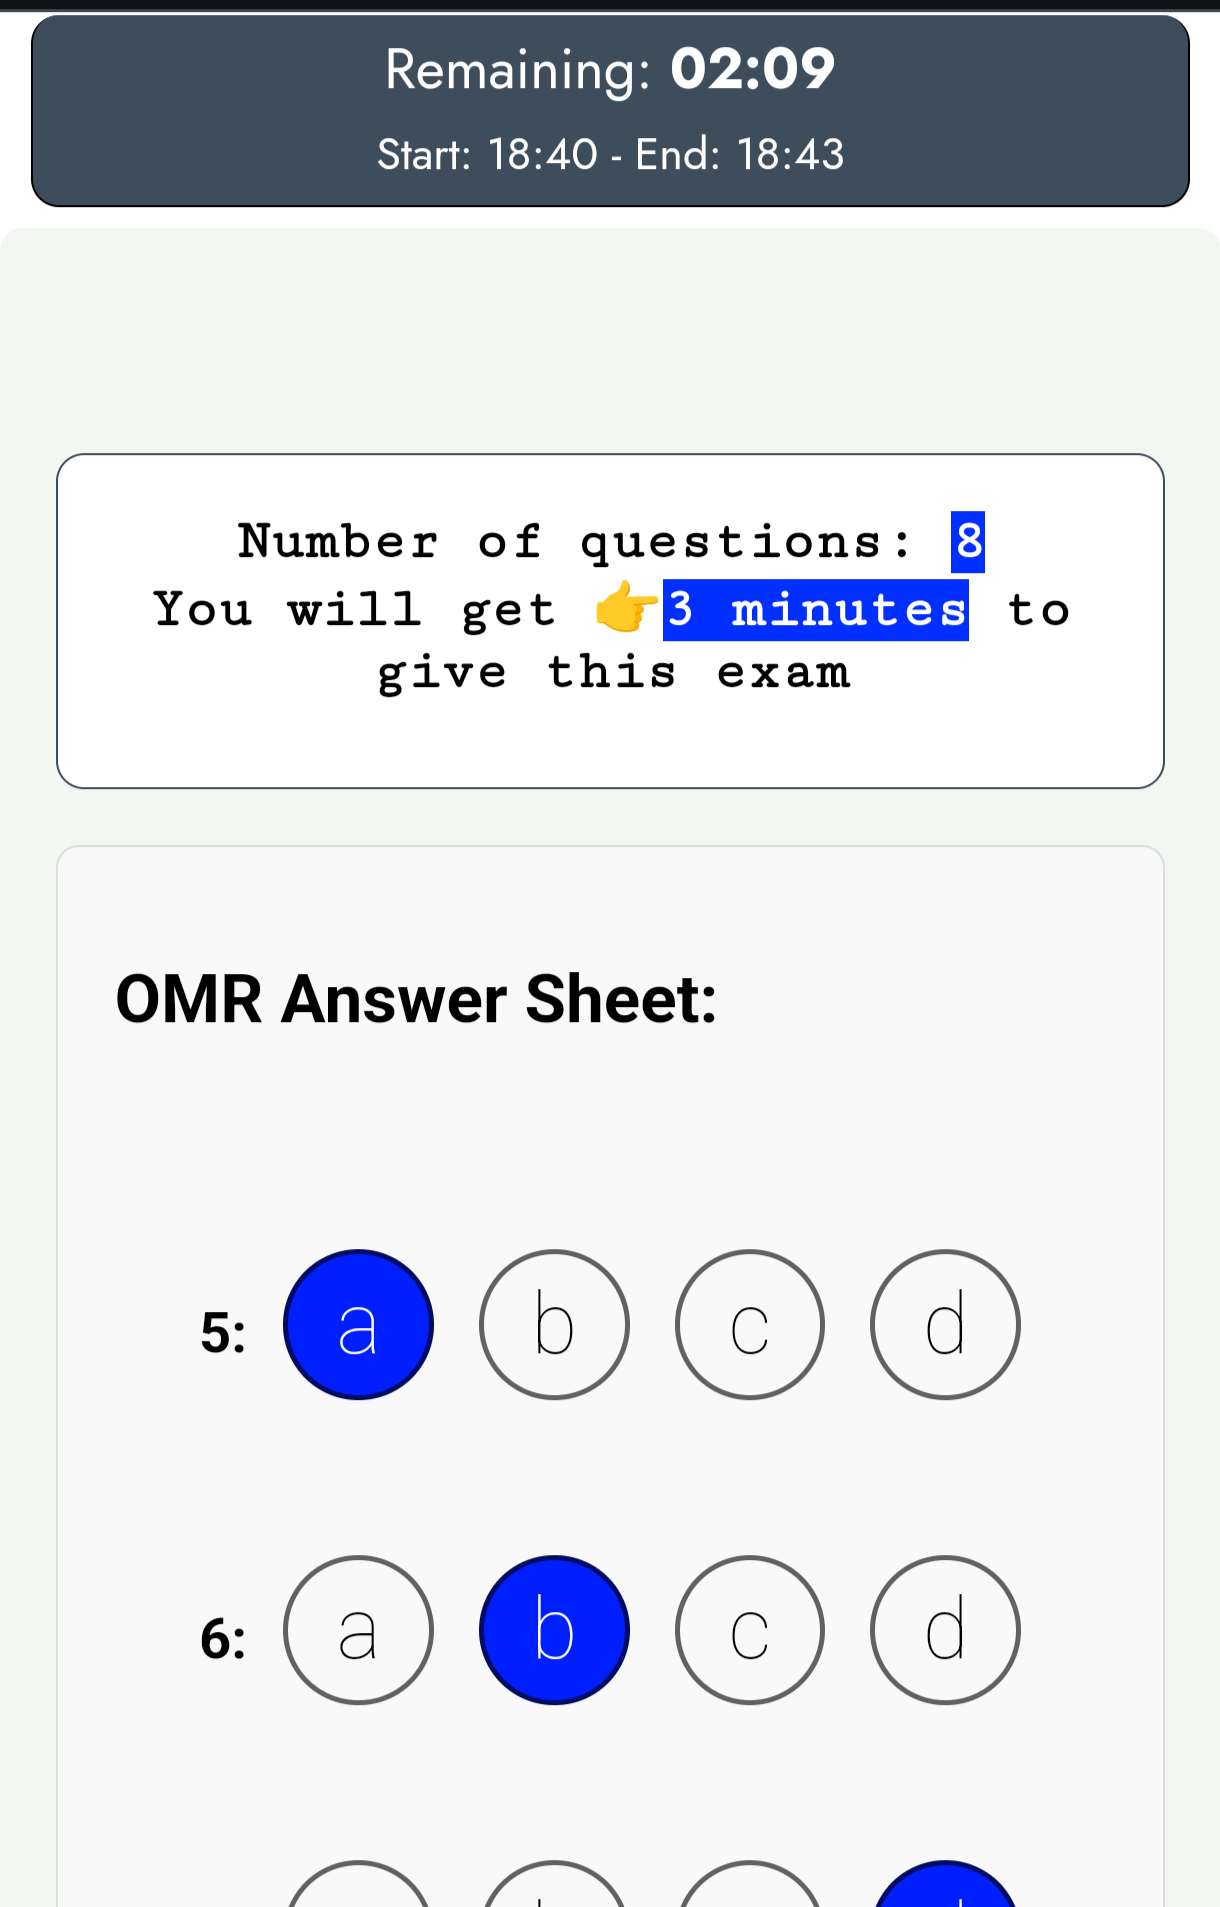 Remaining: 02:09
Start: 18:40 - End: 18:43
Number of questions: 8
You will get 👉3 minutes to
give this exam
OMR Answer Sheet:
5: a b c d
6: a b c d